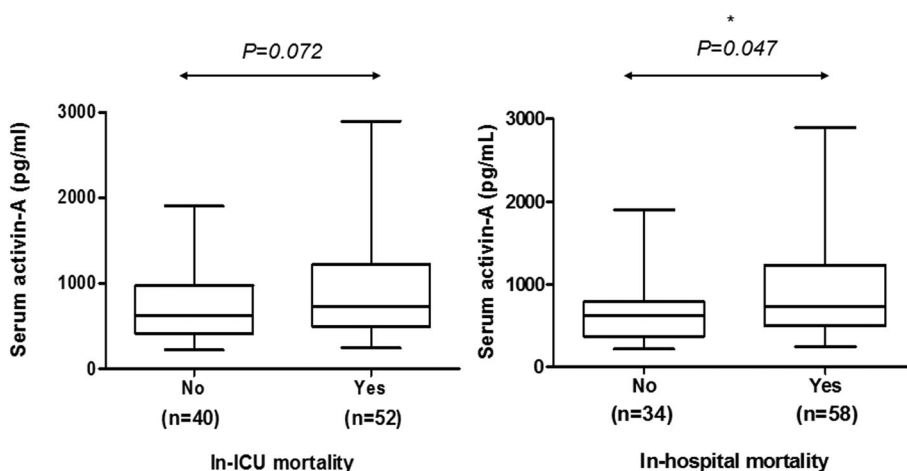 P=0.072
Serum activin-A (pg/ml)
3000
2000
1000
0
No
Yes
(n=40)
(n=52)
In-ICU mortality
*
P=0.047
Serum activin-A (pg/mL)
3000
2000
1000
0
No
Yes
(n=34)
(n=58)
In-hospital mortality